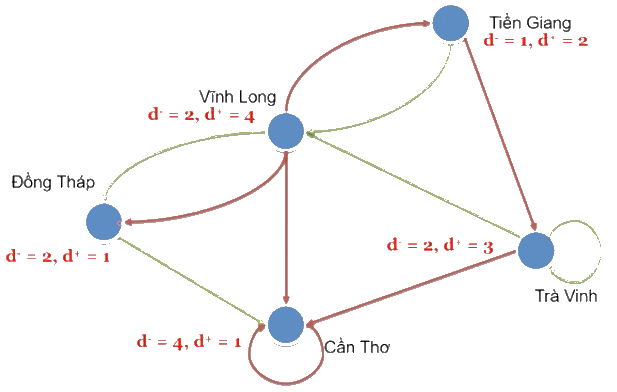 Tiền Giang
d⁻ = 1, d⁺ = 2
Vĩnh Long
d⁻ = 2, d⁺ = 4
Đồng Tháp
d⁻ = 2, d⁺ = 1
d⁻ = 2, d⁺ = 3
Trà Vinh
d⁻ = 4, d⁺ = 1
Cần Thơ